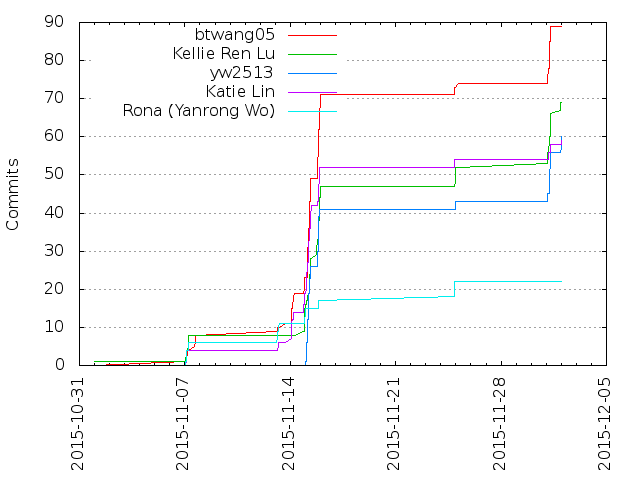 90
80
70
60
50
40
30
20
10
0
Commits
btwang05
Kellie Ren Lu
yw2513
Katie Lin
Rona (Yanrong Wo)
2015-10-31
2015-11-07
2015-11-14
2015-11-21
2015-11-28
2015-12-05